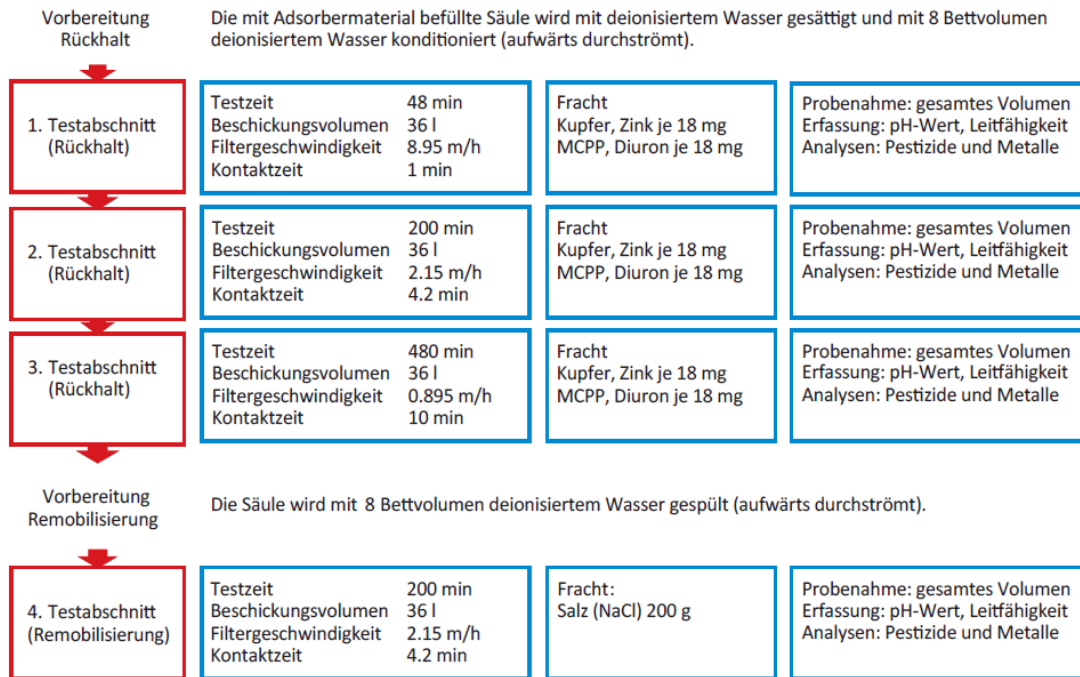 Vorbereitung
Rückhalt
Die mit Adsorbermaterial befüllte Säule wird mit deionisiertem Wasser gesättigt und mit 8 Bettvolumen
deionisiertem Wasser konditioniert (aufwärts durchströmt).
1. Testabschnitt
(Rückhalt)
Testzeit 48 min
Beschickungsvolumen 36 l
Filtergeschwindigkeit 8.95 m/h
Kontaktzeit 1 min
Fracht
Kupfer, Zink je 18 mg
MCPP, Diuron je 18 mg
Probenahme: gesamtes Volumen
Erfassung: pH-Wert, Leitfähigkeit
Analysen: Pestizide und Metalle
2. Testabschnitt
(Rückhalt)
Testzeit 200 min
Beschickungsvolumen 36 l
Filtergeschwindigkeit 2.15 m/h
Kontaktzeit 4.2 min
Fracht
Kupfer, Zink je 18 mg
MCPP, Diuron je 18 mg
Probenahme: gesamtes Volumen
Erfassung: pH-Wert, Leitfähigkeit
Analysen: Pestizide und Metalle
3. Testabschnitt
(Rückhalt)
Testzeit 480 min
Beschickungsvolumen 36 l
Filtergeschwindigkeit 0.895 m/h
Kontaktzeit 10 min
Fracht
Kupfer, Zink je 18 mg
MCPP, Diuron je 18 mg
Probenahme: gesamtes Volumen
Erfassung: pH-Wert, Leitfähigkeit
Analysen: Pestizide und Metalle
Vorbereitung
Remobilisierung
Die Säule wird mit 8 Bettvolumen deionisiertem Wasser gespült (aufwärts durchströmt).
4. Testabschnitt
(Remobilisierung)
Testzeit 200 min
Beschickungsvolumen 36 l
Filtergeschwindigkeit 2.15 m/h
Kontaktzeit 4.2 min
Fracht:
Salz (NaCl) 200 g
Probenahme: gesamtes Volumen
Erfassung: pH-Wert, Leitfähigkeit
Analysen: Pestizide und Metalle